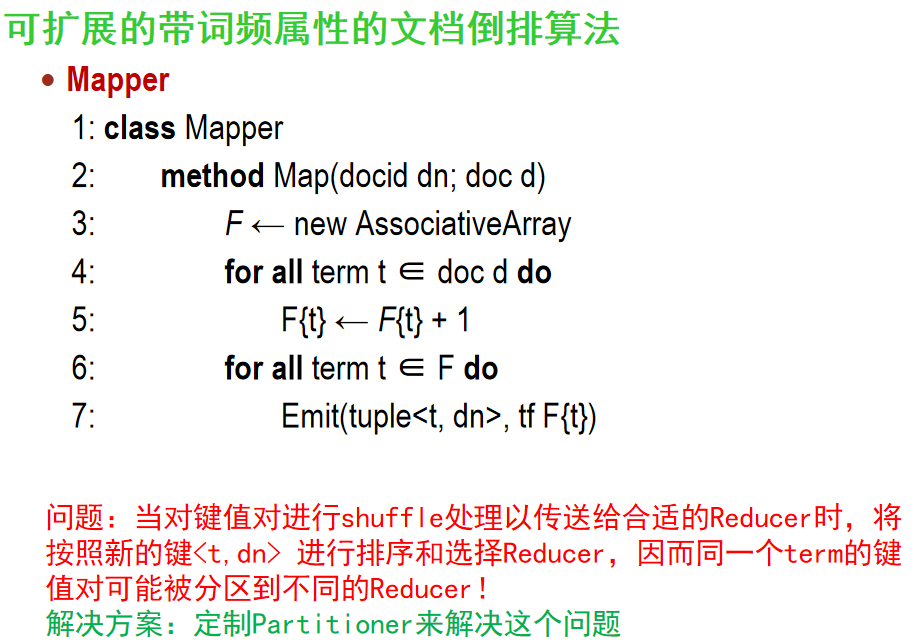 可扩展的带词频属性的文档倒排算法
• Mapper
1: class Mapper
2: method Map(docid dn; doc d)
3: F ← new AssociativeArray
4: for all term t ∈ doc d do
5: F{t} ← F{t} + 1
6: for all term t ∈ F do
7: Emit(tuple<t, dn>, tf F{t})
问题：当对键值对进行shuffle处理以传送给合适的Reducer时，将
按照新的键<t,dn> 进行排序和选择Reducer，因而同一个term的键
值对可能被分区到不同的Reducer！
解决方案：定制Partitioner来解决这个问题